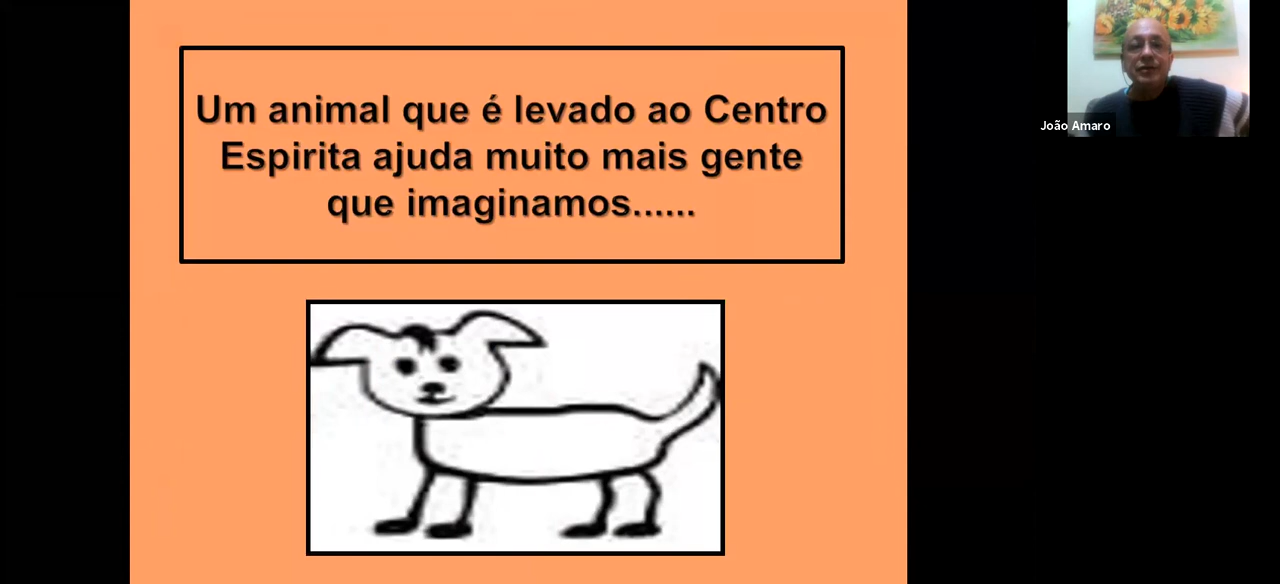 Um animal que é levado ao Centro
Espirita ajuda muito mais gente
que imaginamos......
João Amaro